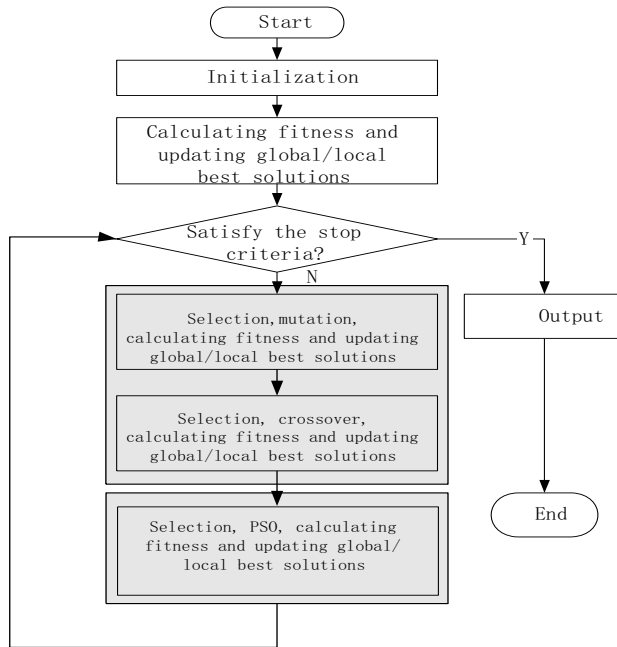 Start
Initialization
Calculating fitness and
updating global/local
best solutions
Satisfy the stop
criteria?
Y
N
Selection,mutation,
calculating fitness and updating
global/local best solutions
Output
Selection, crossover,
calculating fitness and updating
global/local best solutions
Selection, PSO, calculating
fitness and updating global/
local best solutions
End